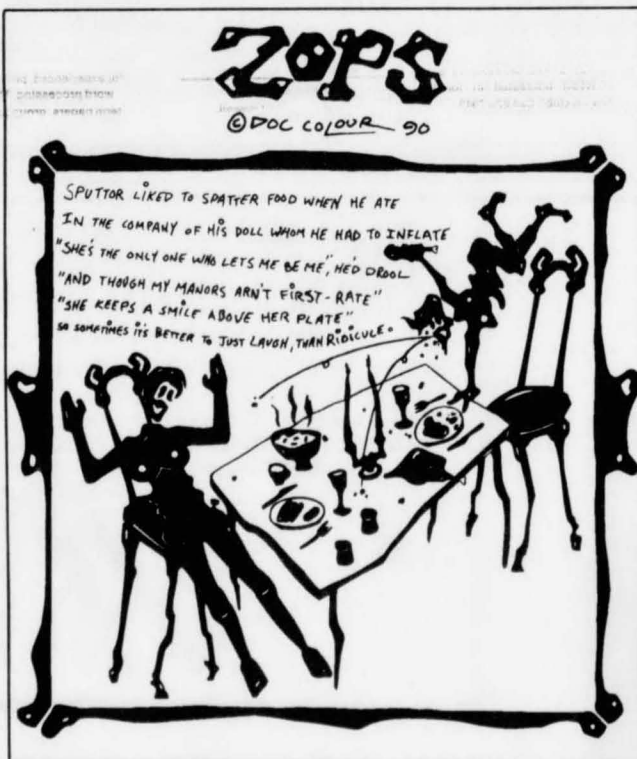 ZOPS
© DOC COLOUR 90
SPUTTOR LIKED TO SPATTER FOOD WHEN HE ATE
IN THE COMPANY OF HIS DOLL WHOM HE HAD TO INFLATE
"SHE'S THE ONLY ONE WHO LETS ME BE ME", HE'D DROOL
"AND THOUGH MY MANORS ARN'T FIRST-RATE"
"SHE KEEPS A SMILE ABOVE HER PLATE"
SO SOMETIMES IT'S BETTER TO JUST LAUGH, THAN RIDICULE.